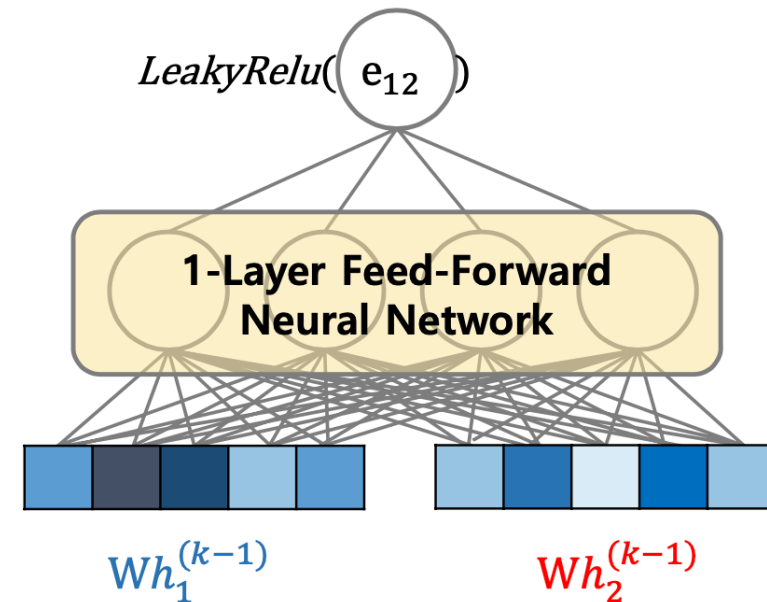 LeakyRelu( e₁₂ )
1-Layer Feed-Forward
Neural Network
Wh₁⁽ᵏ⁻¹⁾ Wh₂⁽ᵏ⁻¹⁾